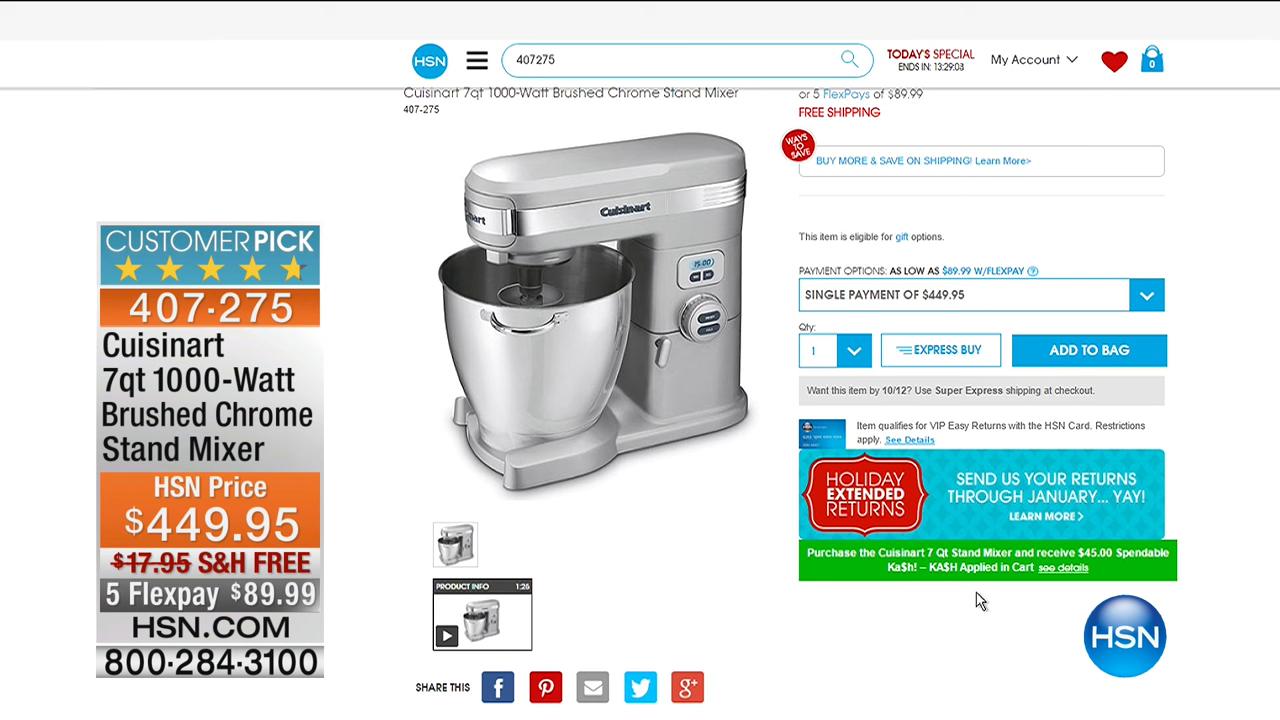 HSN
407275
TODAY'S SPECIAL
ENDS IN: 13:29:03
My Account
0
Cuisinart 7qt 1000-Watt Brushed Chrome Stand Mixer
407-275
or 5 FlexPays of $89.99
FREE SHIPPING
WAYS
TO
SAVE
BUY MORE & SAVE ON SHIPPING! Learn More>
This item is eligible for gift options.
PAYMENT OPTIONS: AS LOW AS $89.99 W/FLEXPAY ?
SINGLE PAYMENT OF $449.95
Qty:
1
EXPRESS BUY
ADD TO BAG
Want this item by 10/12? Use Super Express shipping at checkout.
Item qualifies for VIP Easy Returns with the HSN Card. Restrictions
apply. See Details
HOLIDAY
EXTENDED
RETURNS
SEND US YOUR RETURNS
THROUGH JANUARY... YAY!
LEARN MORE >
Purchase the Cuisinart 7 Qt Stand Mixer and receive $45.00 Spendable
Ka$h! – KA$H Applied in Cart see details
Cuisinart
15:00
PRODUCT INFO 1:26
SHARE THIS
f
g+
HSN
CUSTOMER PICK
407-275
Cuisinart
7qt 1000-Watt
Brushed Chrome
Stand Mixer
HSN Price
$449.95
$17.95 S&H FREE
5 Flexpay $89.99
HSN.COM
800-284-3100